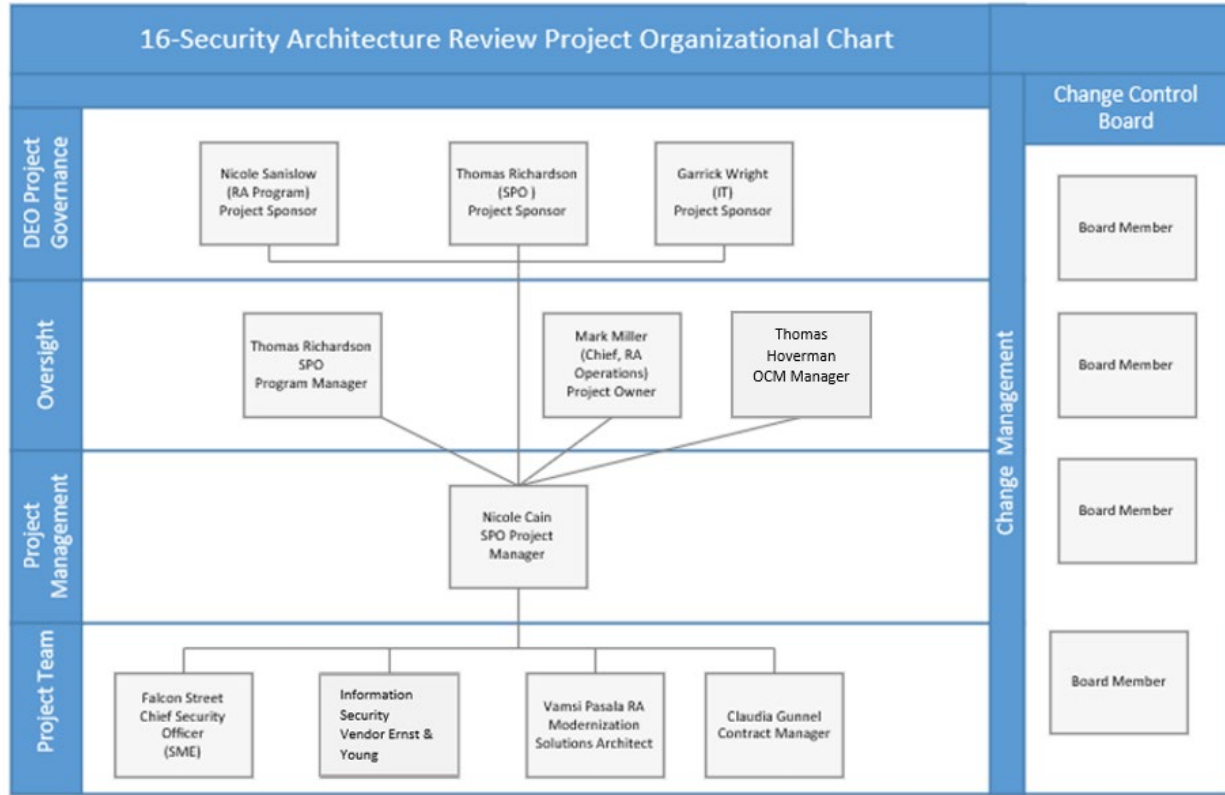 16-Security Architecture Review Project Organizational Chart
Change Control
Board
DEO Project
Governance
Nicole Sanislow
(RA Program)
Project Sponsor
Thomas Richardson
(SPO )
Project Sponsor
Garrick Wright
(IT)
Project Sponsor
Oversight
Thomas Richardson
SPO
Program Manager
Mark Miller
(Chief, RA
Operations)
Project Owner
Thomas
Hoverman
OCM Manager
Project
Management
Nicole Cain
SPO Project
Manager
Project Team
Falcon Street
Chief Security
Officer
(SME)
Information
Security
Vendor Ernst &
Young
Vamsi Pasala RA
Modernization
Solutions Architect
Claudia Gunnel
Contract Manager
Change Management
Board Member
Board Member
Board Member
Board Member